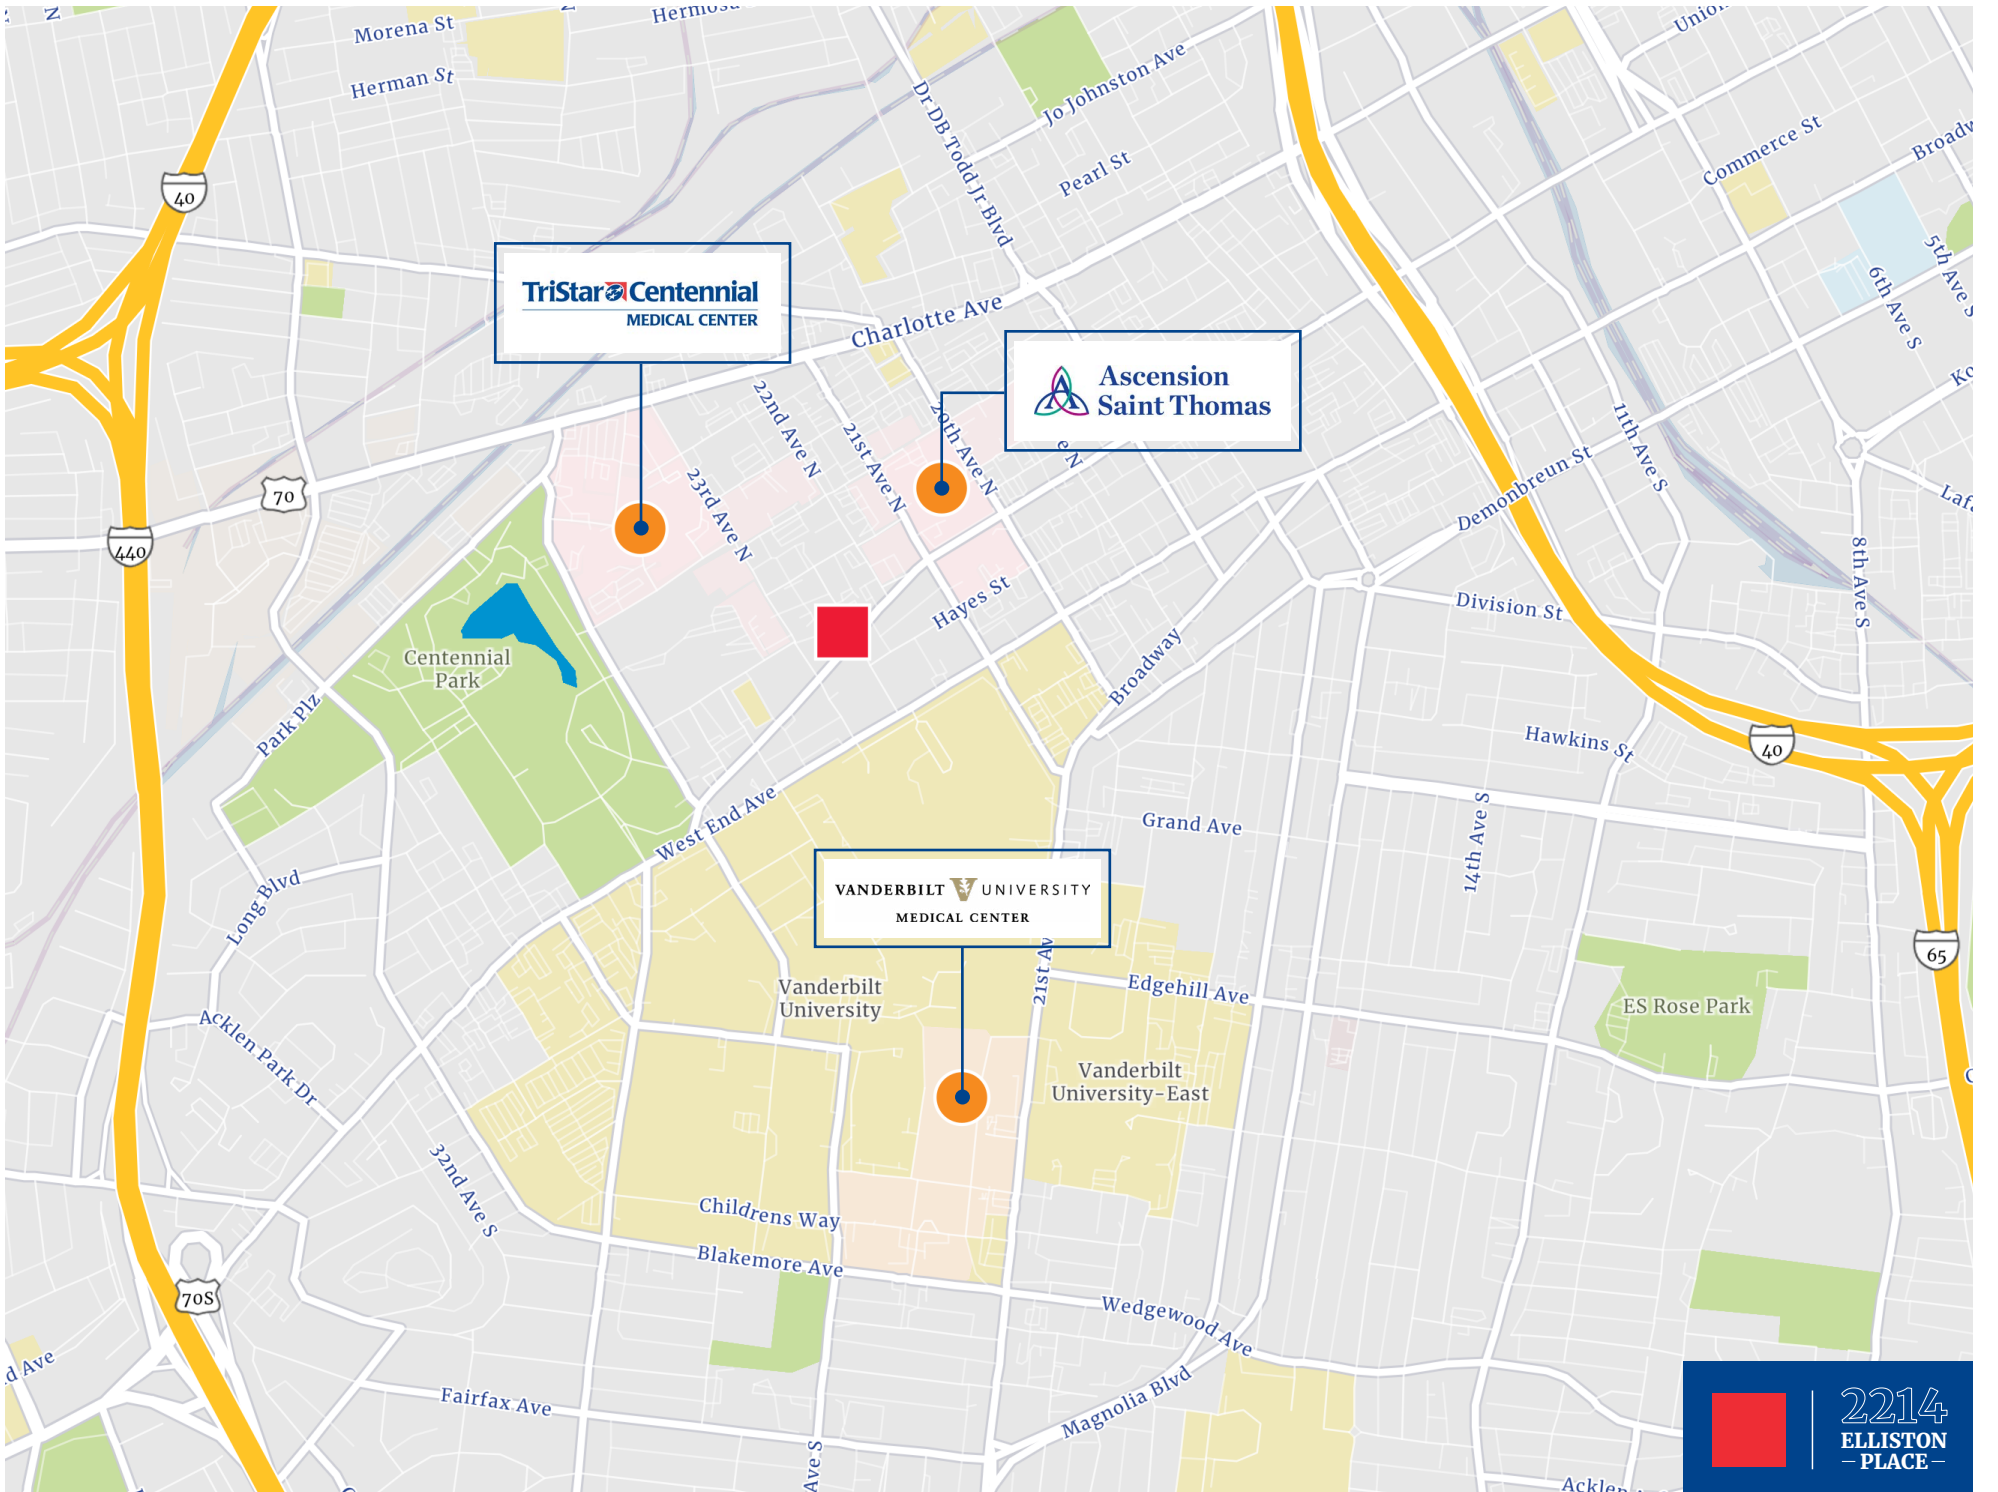 Morena St
Herman St
Jo Johnston Ave
Pearl St
Dr DB Todd Jr Blvd
Commerce St
5th Ave S
6th Ave S
40
TriStar Centennial
MEDICAL CENTER
Charlotte Ave
Ascension
Saint Thomas
22nd Ave N
21st Ave N
20th Ave N
e N
23rd Ave N
11th Ave S
Demonbreun St
70
440
8th Ave S
Hayes St
Division St
Centennial
Park
Broadway
Park Plz
Hawkins St
40
West End Ave
Grand Ave
14th Ave S
VANDERBILT V UNIVERSITY
MEDICAL CENTER
Long Blvd
65
Vanderbilt
University
21st Av
Edgehill Ave
ES Rose Park
Acklen Park Dr
Vanderbilt
University-East
32nd Ave S
Childrens Way
Blakemore Ave
70S
Wedgewood Ave
d Ave
Fairfax Ave
Magnolia Blvd
Ave S
2214
ELLISTON
PLACE